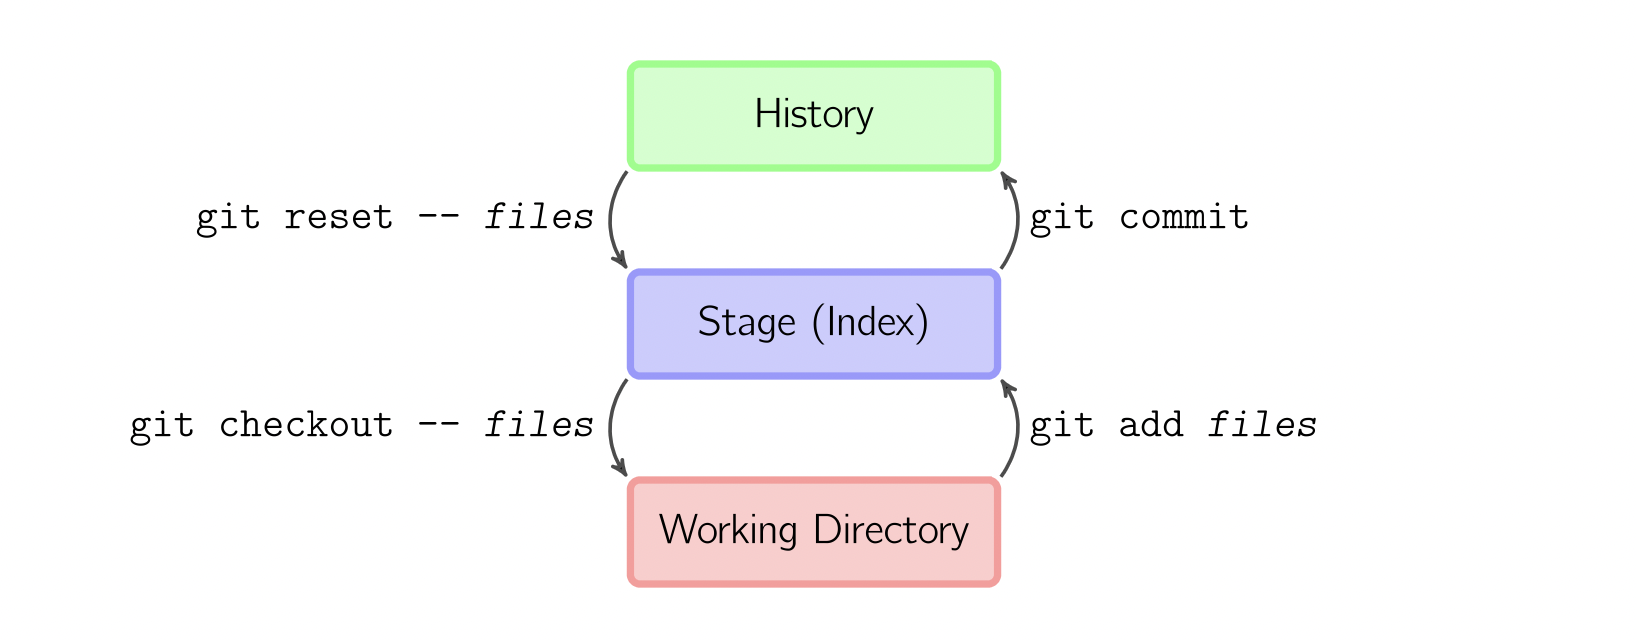 History
git reset -- files
git commit
Stage (Index)
git checkout -- files
git add files
Working Directory